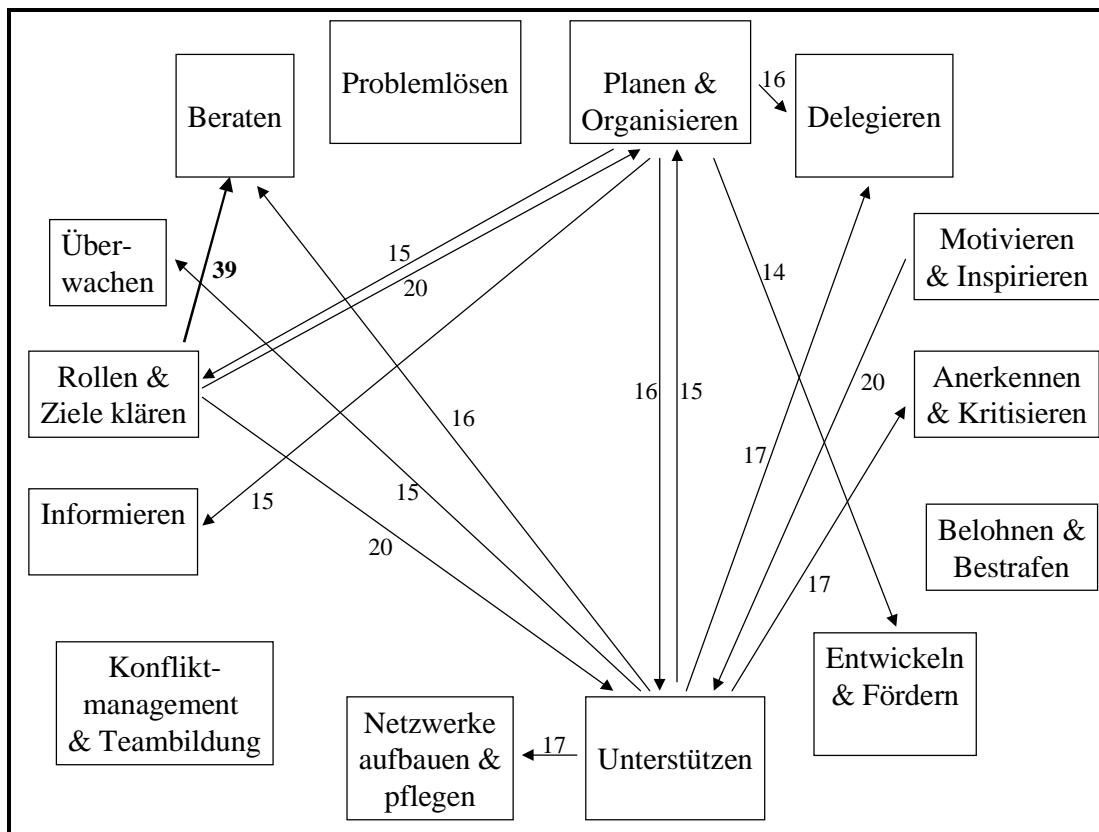 Problemlösen
Planen &
Organisieren
16
Beraten
Delegieren
Über-
wachen
39
15
20
14
Motivieren
& Inspirieren
Rollen &
Ziele klären
16
16
15
17
20
Anerkennen
& Kritisieren
Informieren
15
15
20
17
Belohnen &
Bestrafen
Konflikt-
management
& Teambildung
Netzwerke
aufbauen &
pflegen
17
Unterstützen
Entwickeln
& Fördern